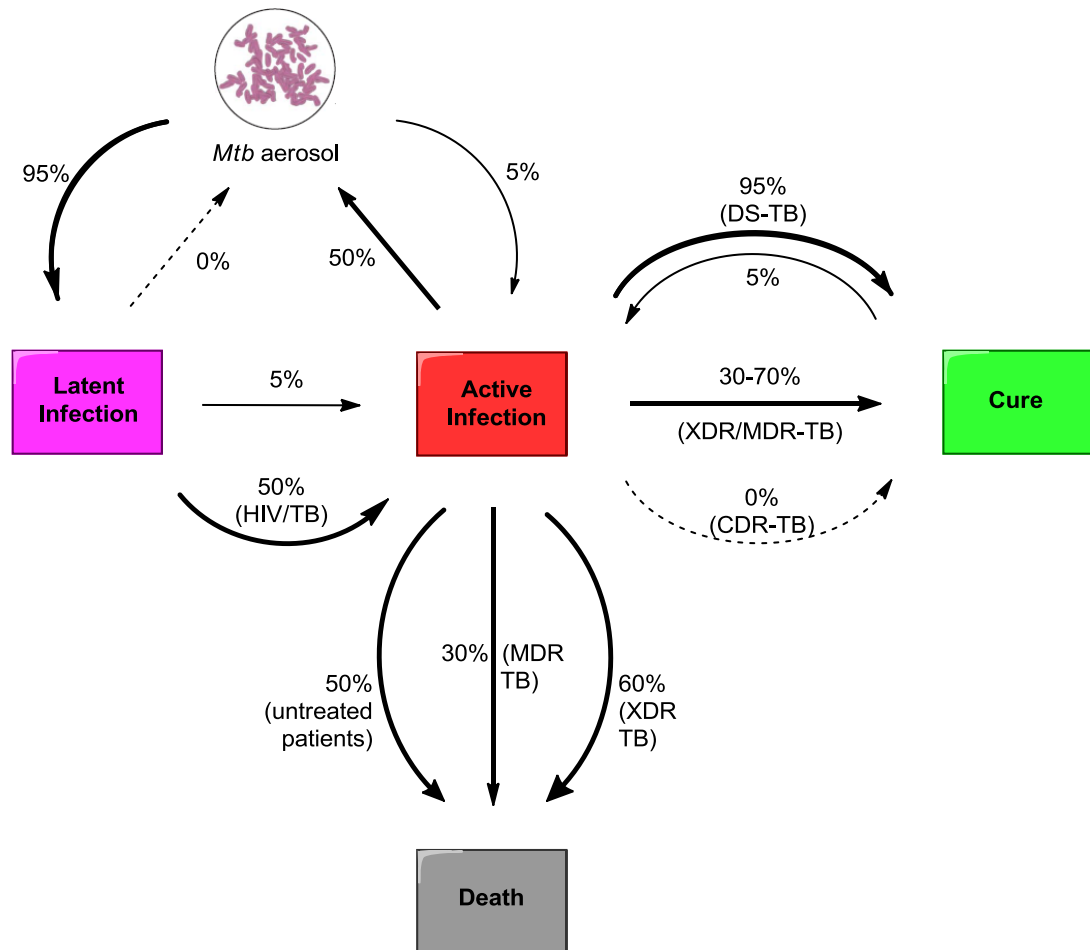 Mtb aerosol
95%
5%
0%
50%
95%
(DS-TB)
5%
Latent
Infection
5%
Active
Infection
30-70%
(XDR/MDR-TB)
Cure
50%
(HIV/TB)
0%
(CDR-TB)
50%
(untreated
patients)
30% (MDR
TB)
60%
(XDR
TB)
Death